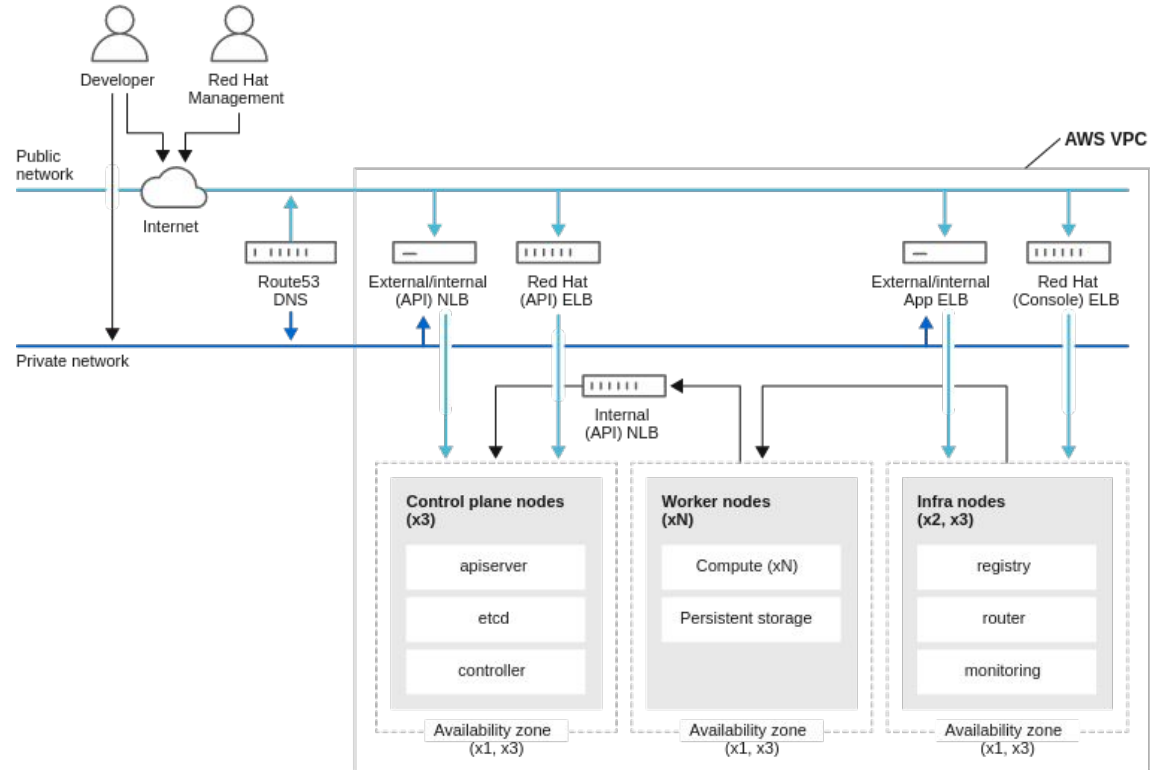 Developer
Red Hat
Management
AWS VPC
Public
network
Internet
Route53
DNS
External/internal
(API) NLB
Red Hat
(API) ELB
External/internal
App ELB
Red Hat
(Console) ELB
Private network
Internal
(API) NLB
Control plane nodes
(x3)
apiserver
etcd
controller
Worker nodes
(xN)
Compute (xN)
Persistent storage
Infra nodes
(x2, x3)
registry
router
monitoring
Availability zone
(x1, x3)
Availability zone
(x1, x3)
Availability zone
(x1, x3)